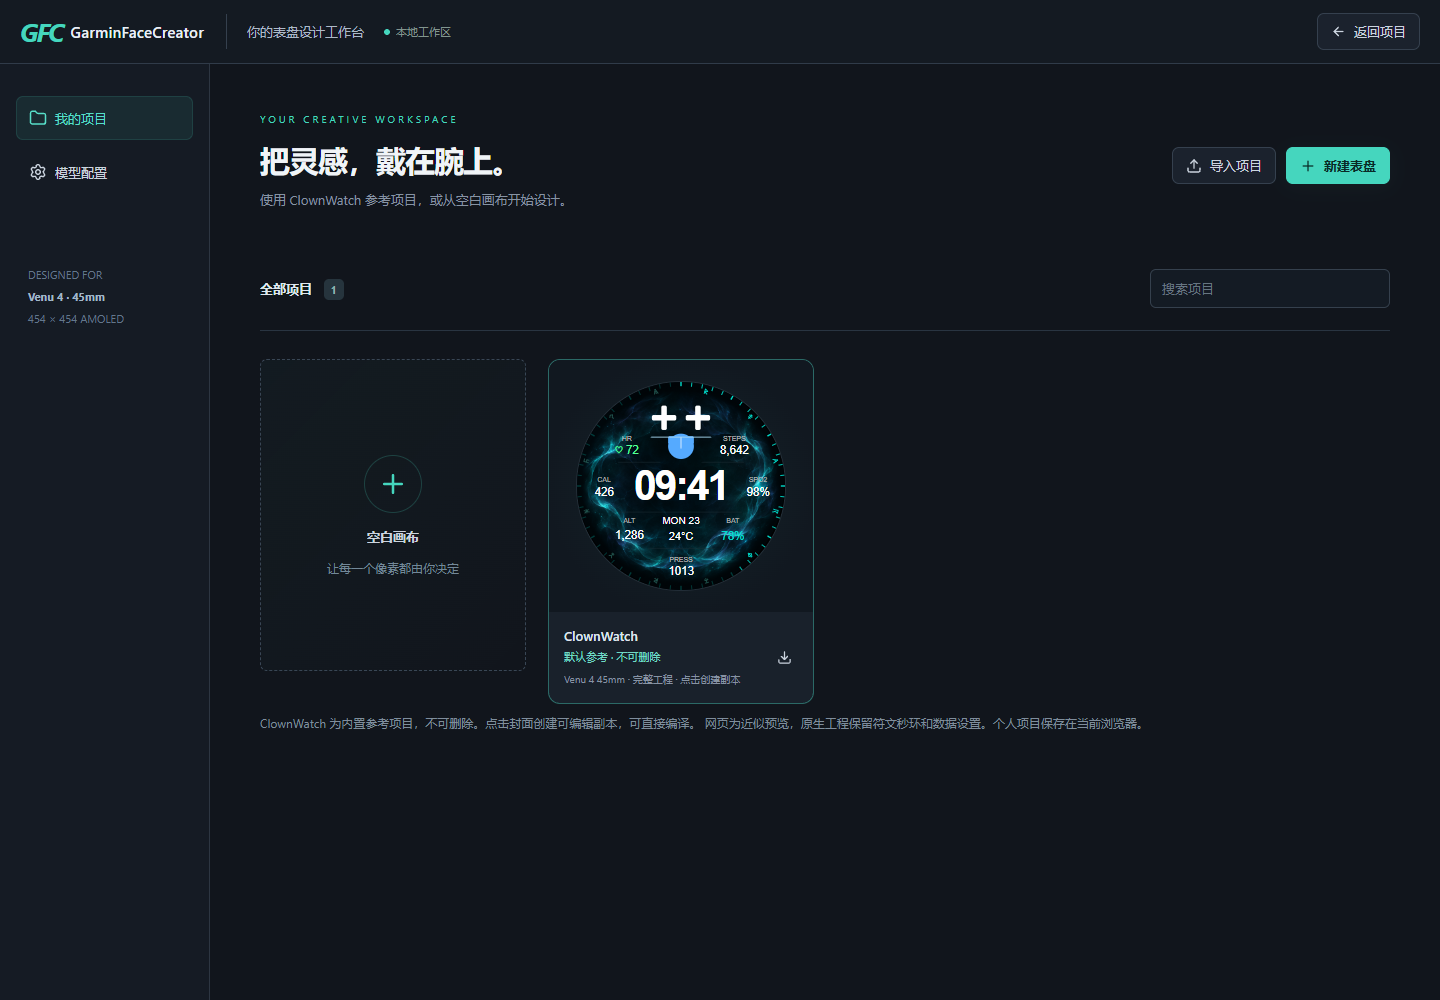 GFC GarminFaceCreator
你的表盘设计工作台
本地工作区
返回项目
我的项目
模型配置
DESIGNED FOR
Venu 4 · 45mm
454 × 454 AMOLED
YOUR CREATIVE WORKSPACE
把灵感，戴在腕上。
使用 ClownWatch 参考项目，或从空白画布开始设计。
导入项目
新建表盘
全部项目 1
搜索项目
空白画布
让每一个像素都由你决定
HR
72
STEPS
8,642
CAL
426
09:41
SPO2
98%
ALT
1,286
MON 23
24°C
BAT
78%
PRESS
1013
ClownWatch
默认参考 · 不可删除
Venu 4 45mm · 完整工程 · 点击创建副本
ClownWatch 为内置参考项目，不可删除。点击封面创建可编辑副本，可直接编译。 网页为近似预览，原生工程保留符文秒环和数据设置。个人项目保存在当前浏览器。